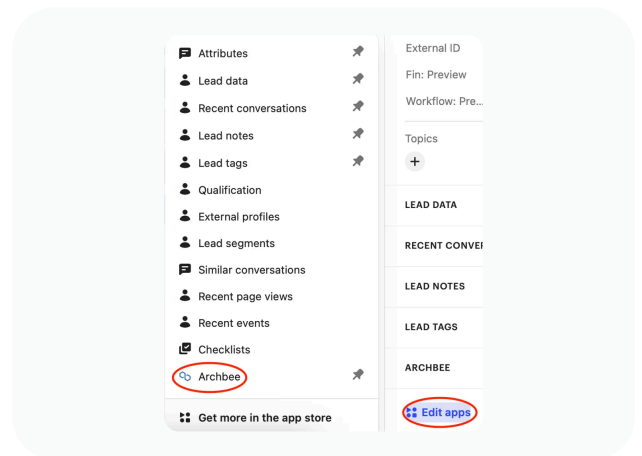 Attributes
Lead data
Recent conversations
Lead notes
Lead tags
Qualification
External profiles
Lead segments
Similar conversations
Recent page views
Recent events
Checklists
Archbee
Get more in the app store
External ID
Fin: Preview
Workflow: Pre...
Topics
+
LEAD DATA
RECENT CONVER
LEAD NOTES
LEAD TAGS
ARCHBEE
Edit apps